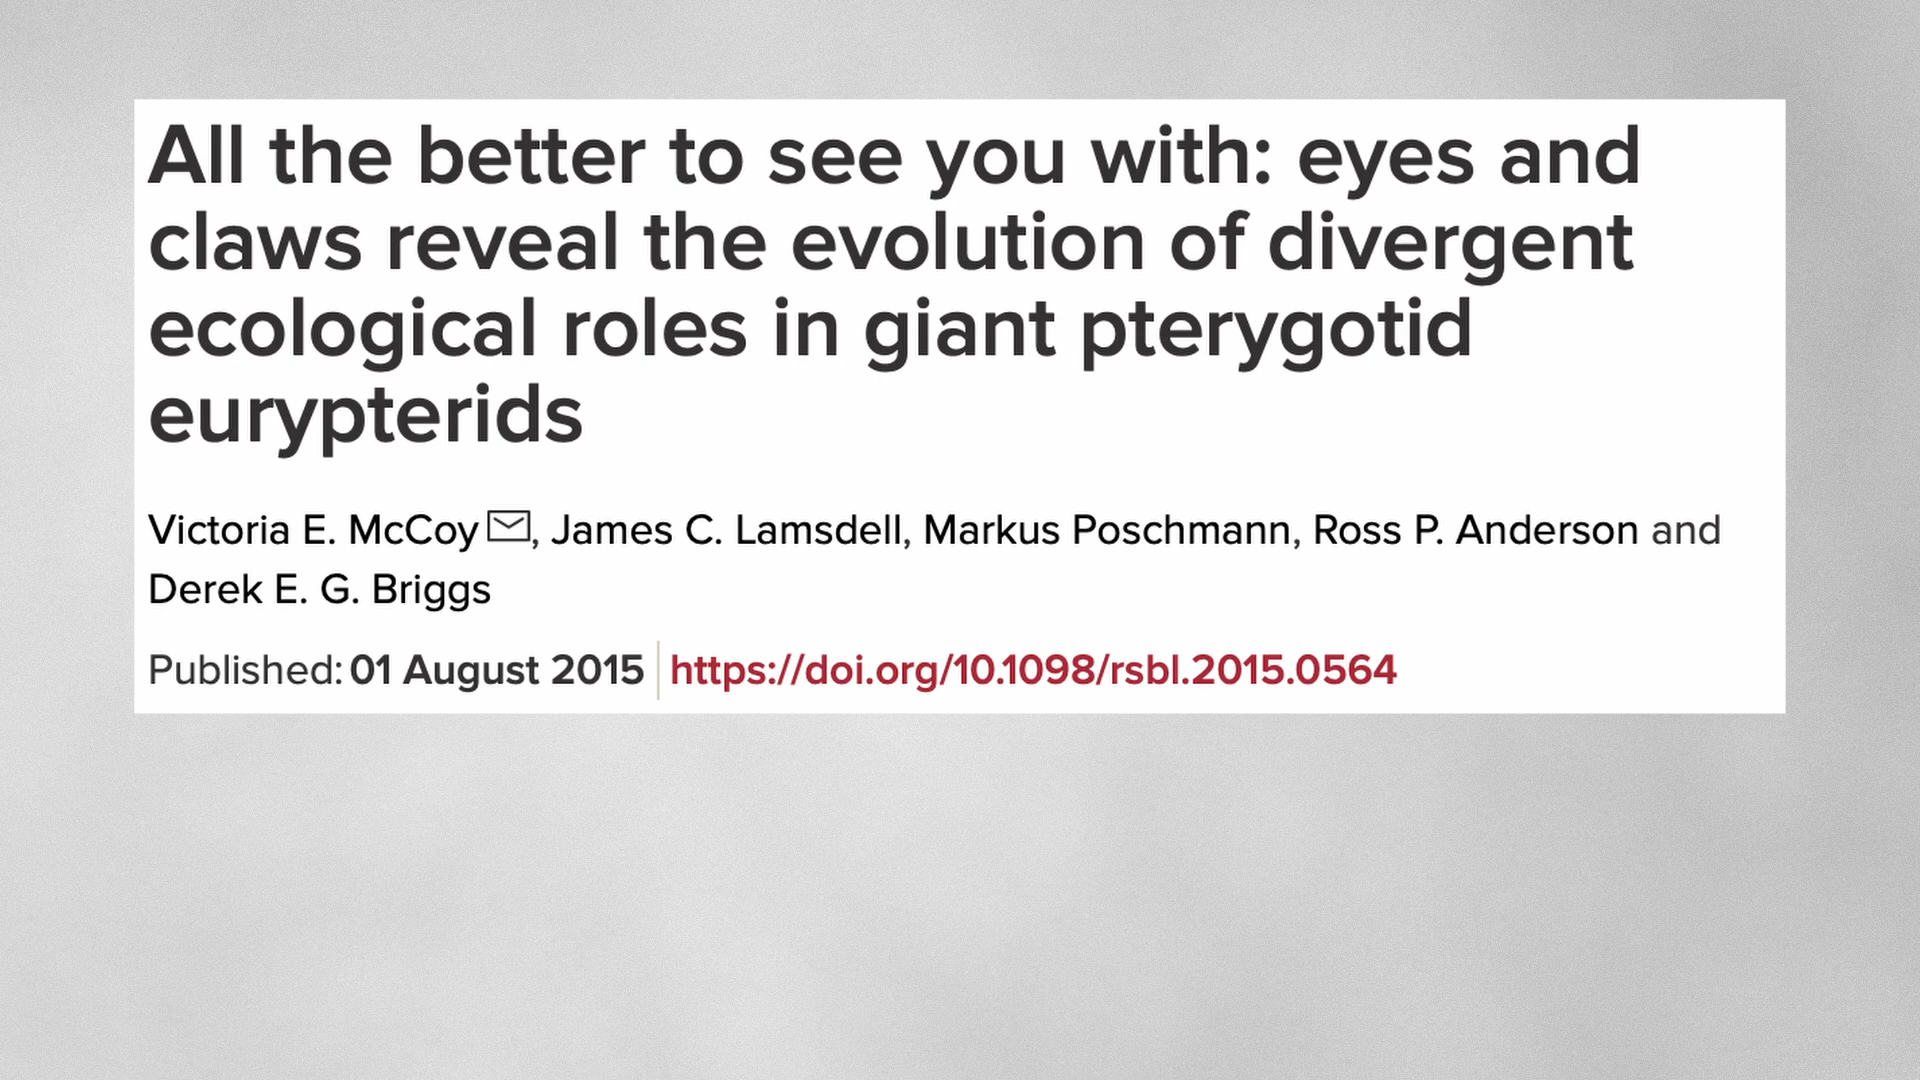 All the better to see you with: eyes and
claws reveal the evolution of divergent
ecological roles in giant pterygotid
eurypterids
Victoria E. McCoy, James C. Lamsdell, Markus Poschmann, Ross P. Anderson and
Derek E. G. Briggs
Published: 01 August 2015 https://doi.org/10.1098/rsbl.2015.0564